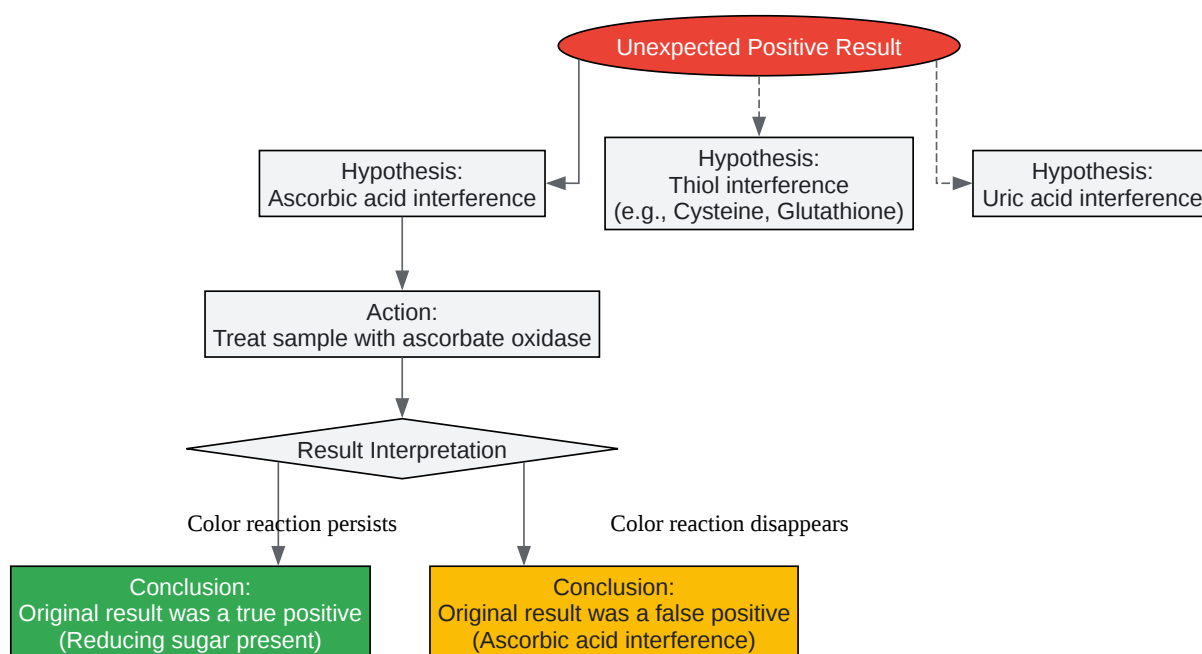 Unexpected Positive Result
Hypothesis:
Ascorbic acid interference
Hypothesis:
Thiol interference
(e.g., Cysteine, Glutathione)
Hypothesis:
Uric acid interference
Action:
Treat sample with ascorbate oxidase
Result Interpretation
Color reaction persists
Color reaction disappears
Conclusion:
Original result was a true positive
(Reducing sugar present)
Conclusion:
Original result was a false positive
(Ascorbic acid interference)